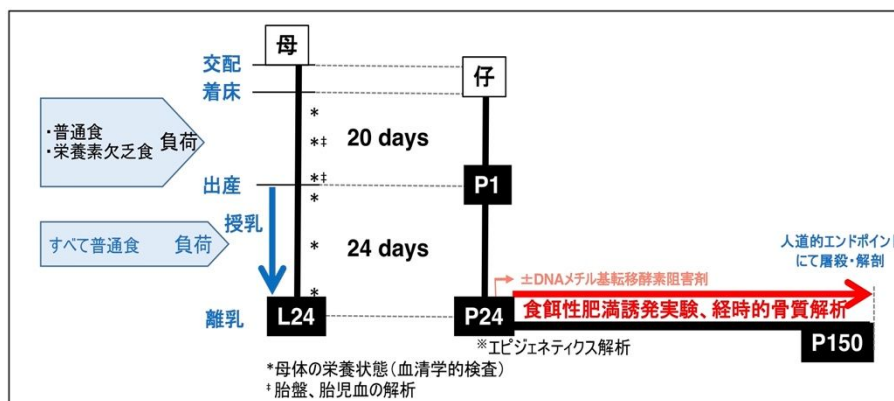 母
交配
仔
着床
・普通食
・栄養素欠乏食 負荷
*
*‡
20 days
*‡
出産
P1
*
授乳
すべて普通食 負荷
*
24 days
人道的エンドポイント
にて屠殺・解剖
±DNAメチル基転移酵素阻害剤
*
食餌性肥満誘発実験、経時的骨質解析
離乳
L24
P24
※エピジェネティクス解析
P150
*母体の栄養状態(血清学的検査)
‡胎盤、胎児血の解析